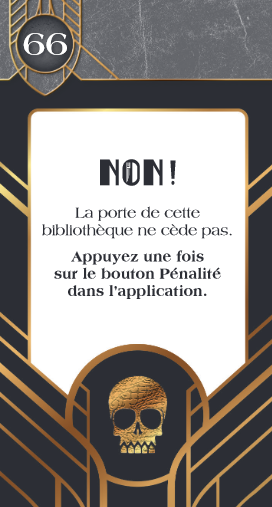 66
NON !
La porte de cette
bibliothèque ne cède pas.
Appuyez une fois
sur le bouton Pénalité
dans l'application.